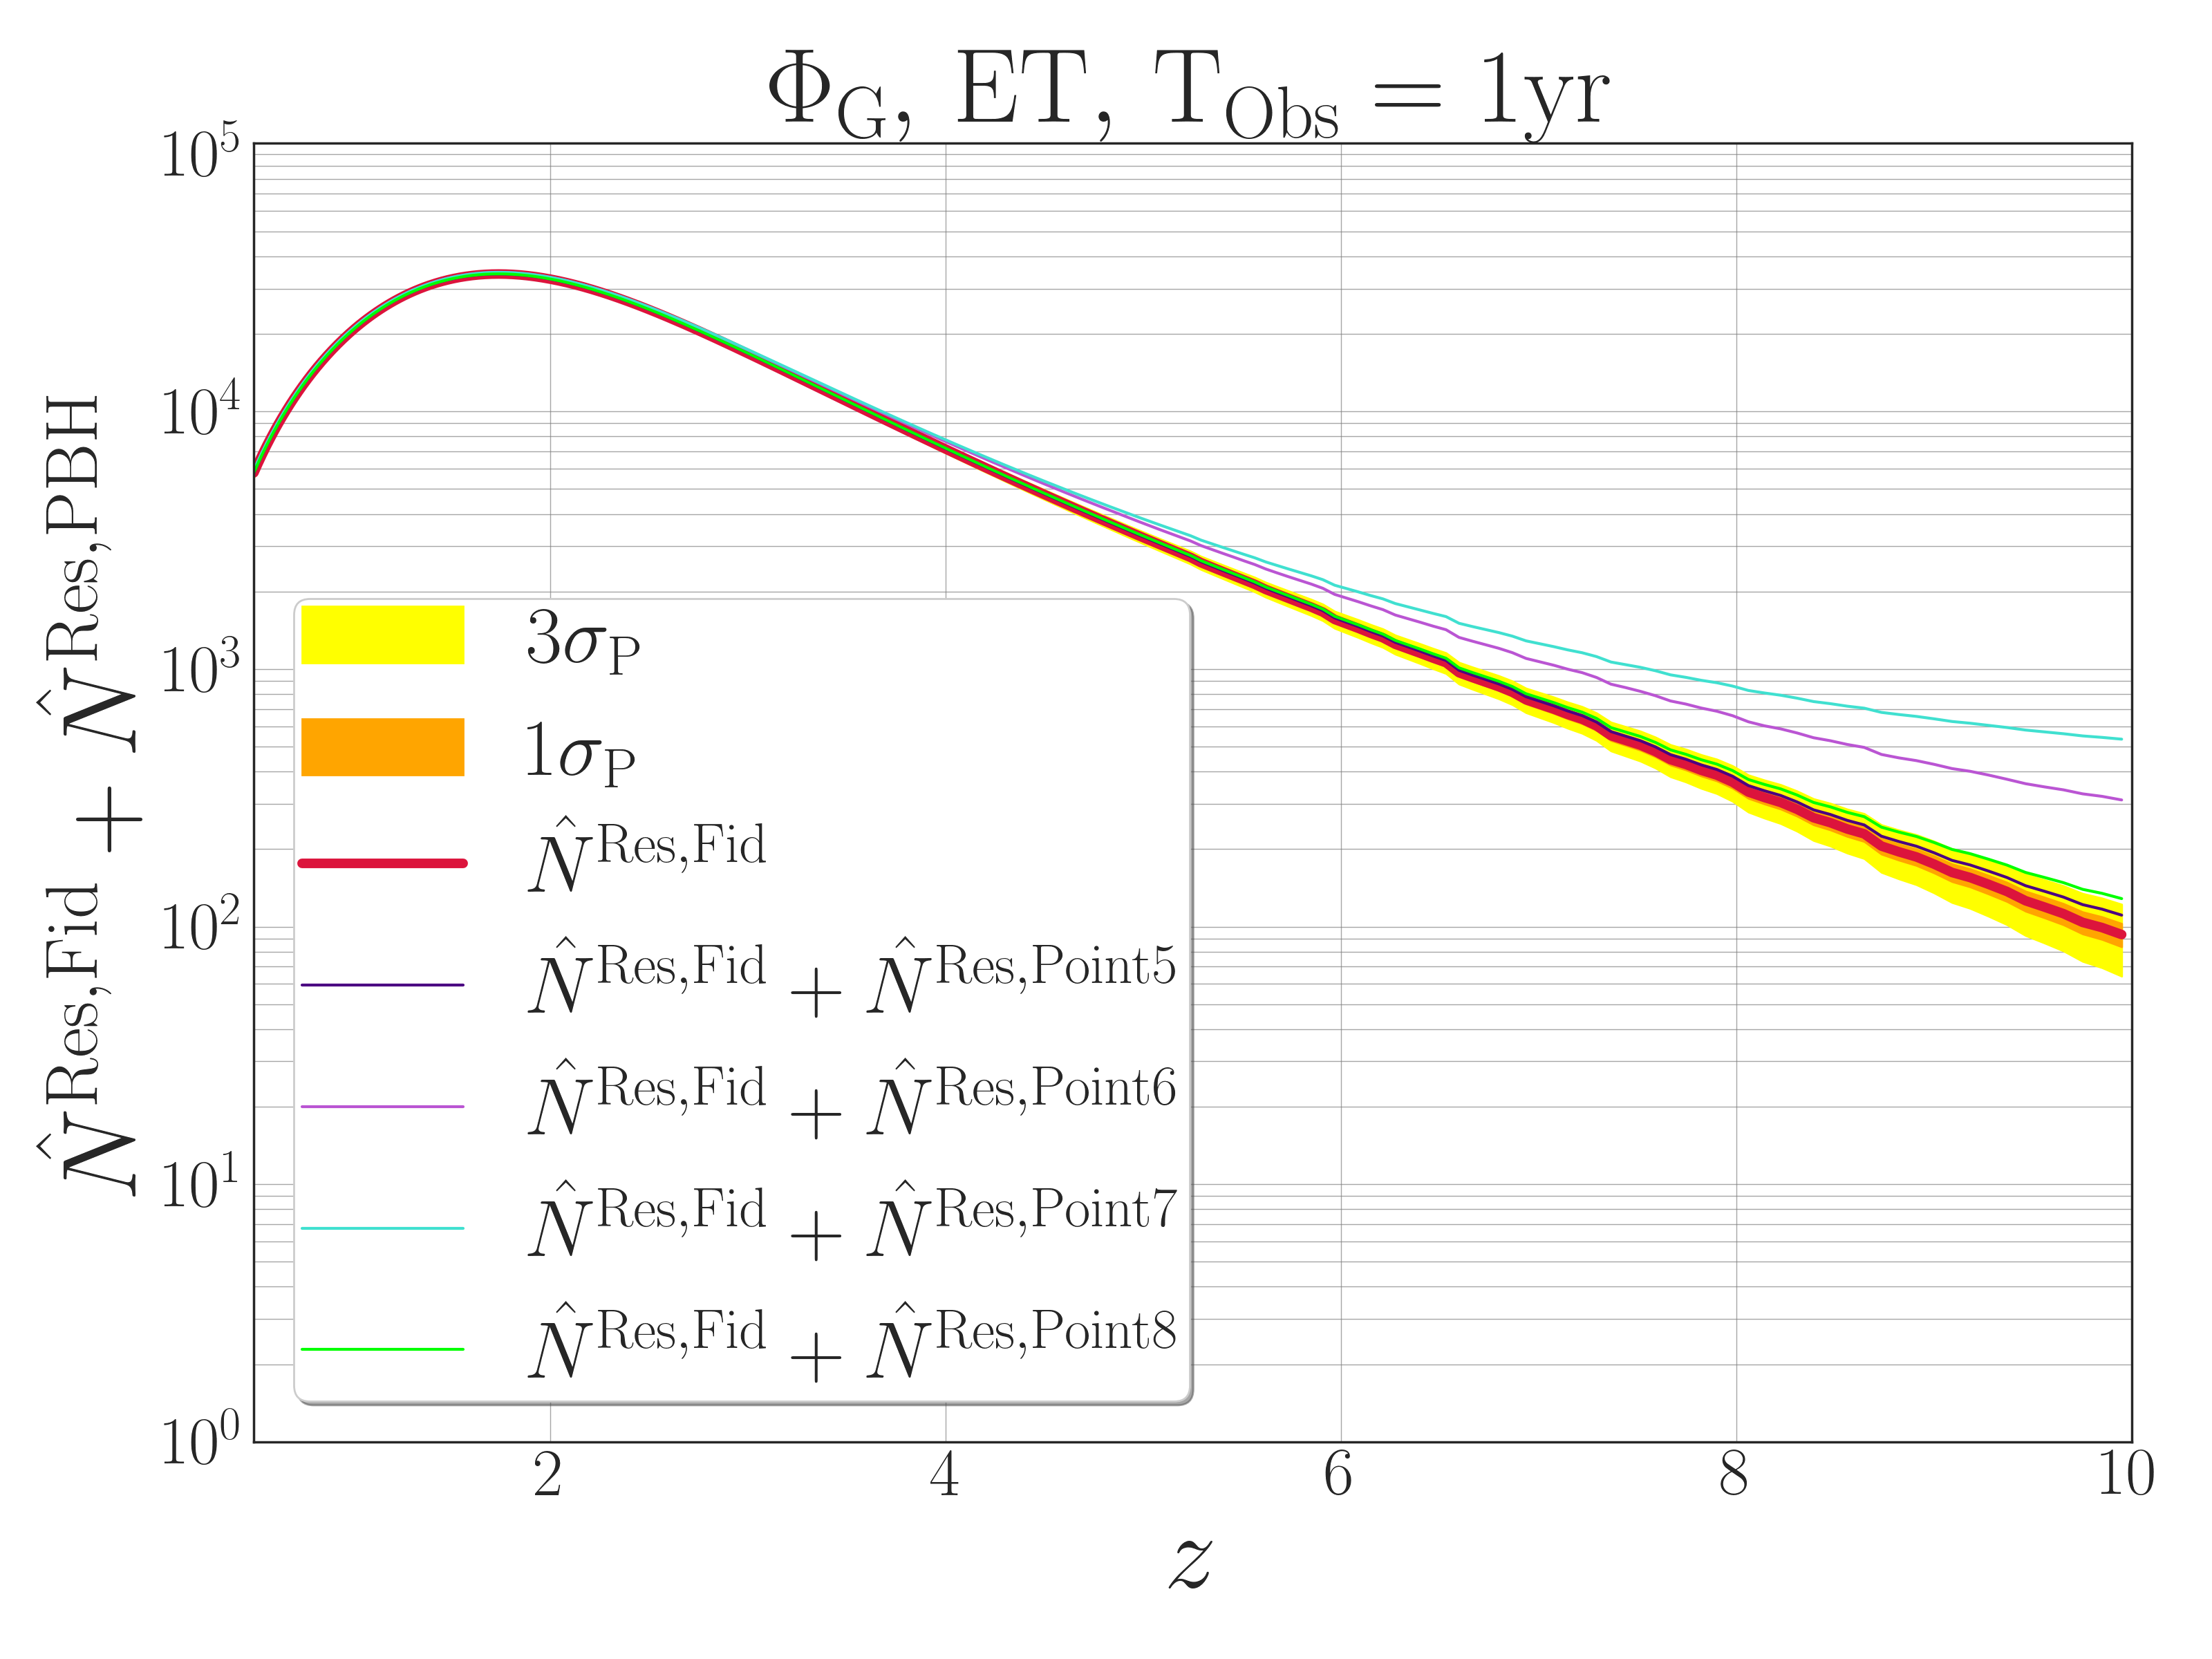 Φ_G, ET, T_Obs = 1yr
N̂^Res,Fid + N̂^Res,PBH
10^5
10^4
10^3
10^2
10^1
10^0
3σ_P
1σ_P
N̂^Res,Fid
N̂^Res,Fid + N̂^Res,Point5
N̂^Res,Fid + N̂^Res,Point6
N̂^Res,Fid + N̂^Res,Point7
N̂^Res,Fid + N̂^Res,Point8
2 4 6 8 10
z